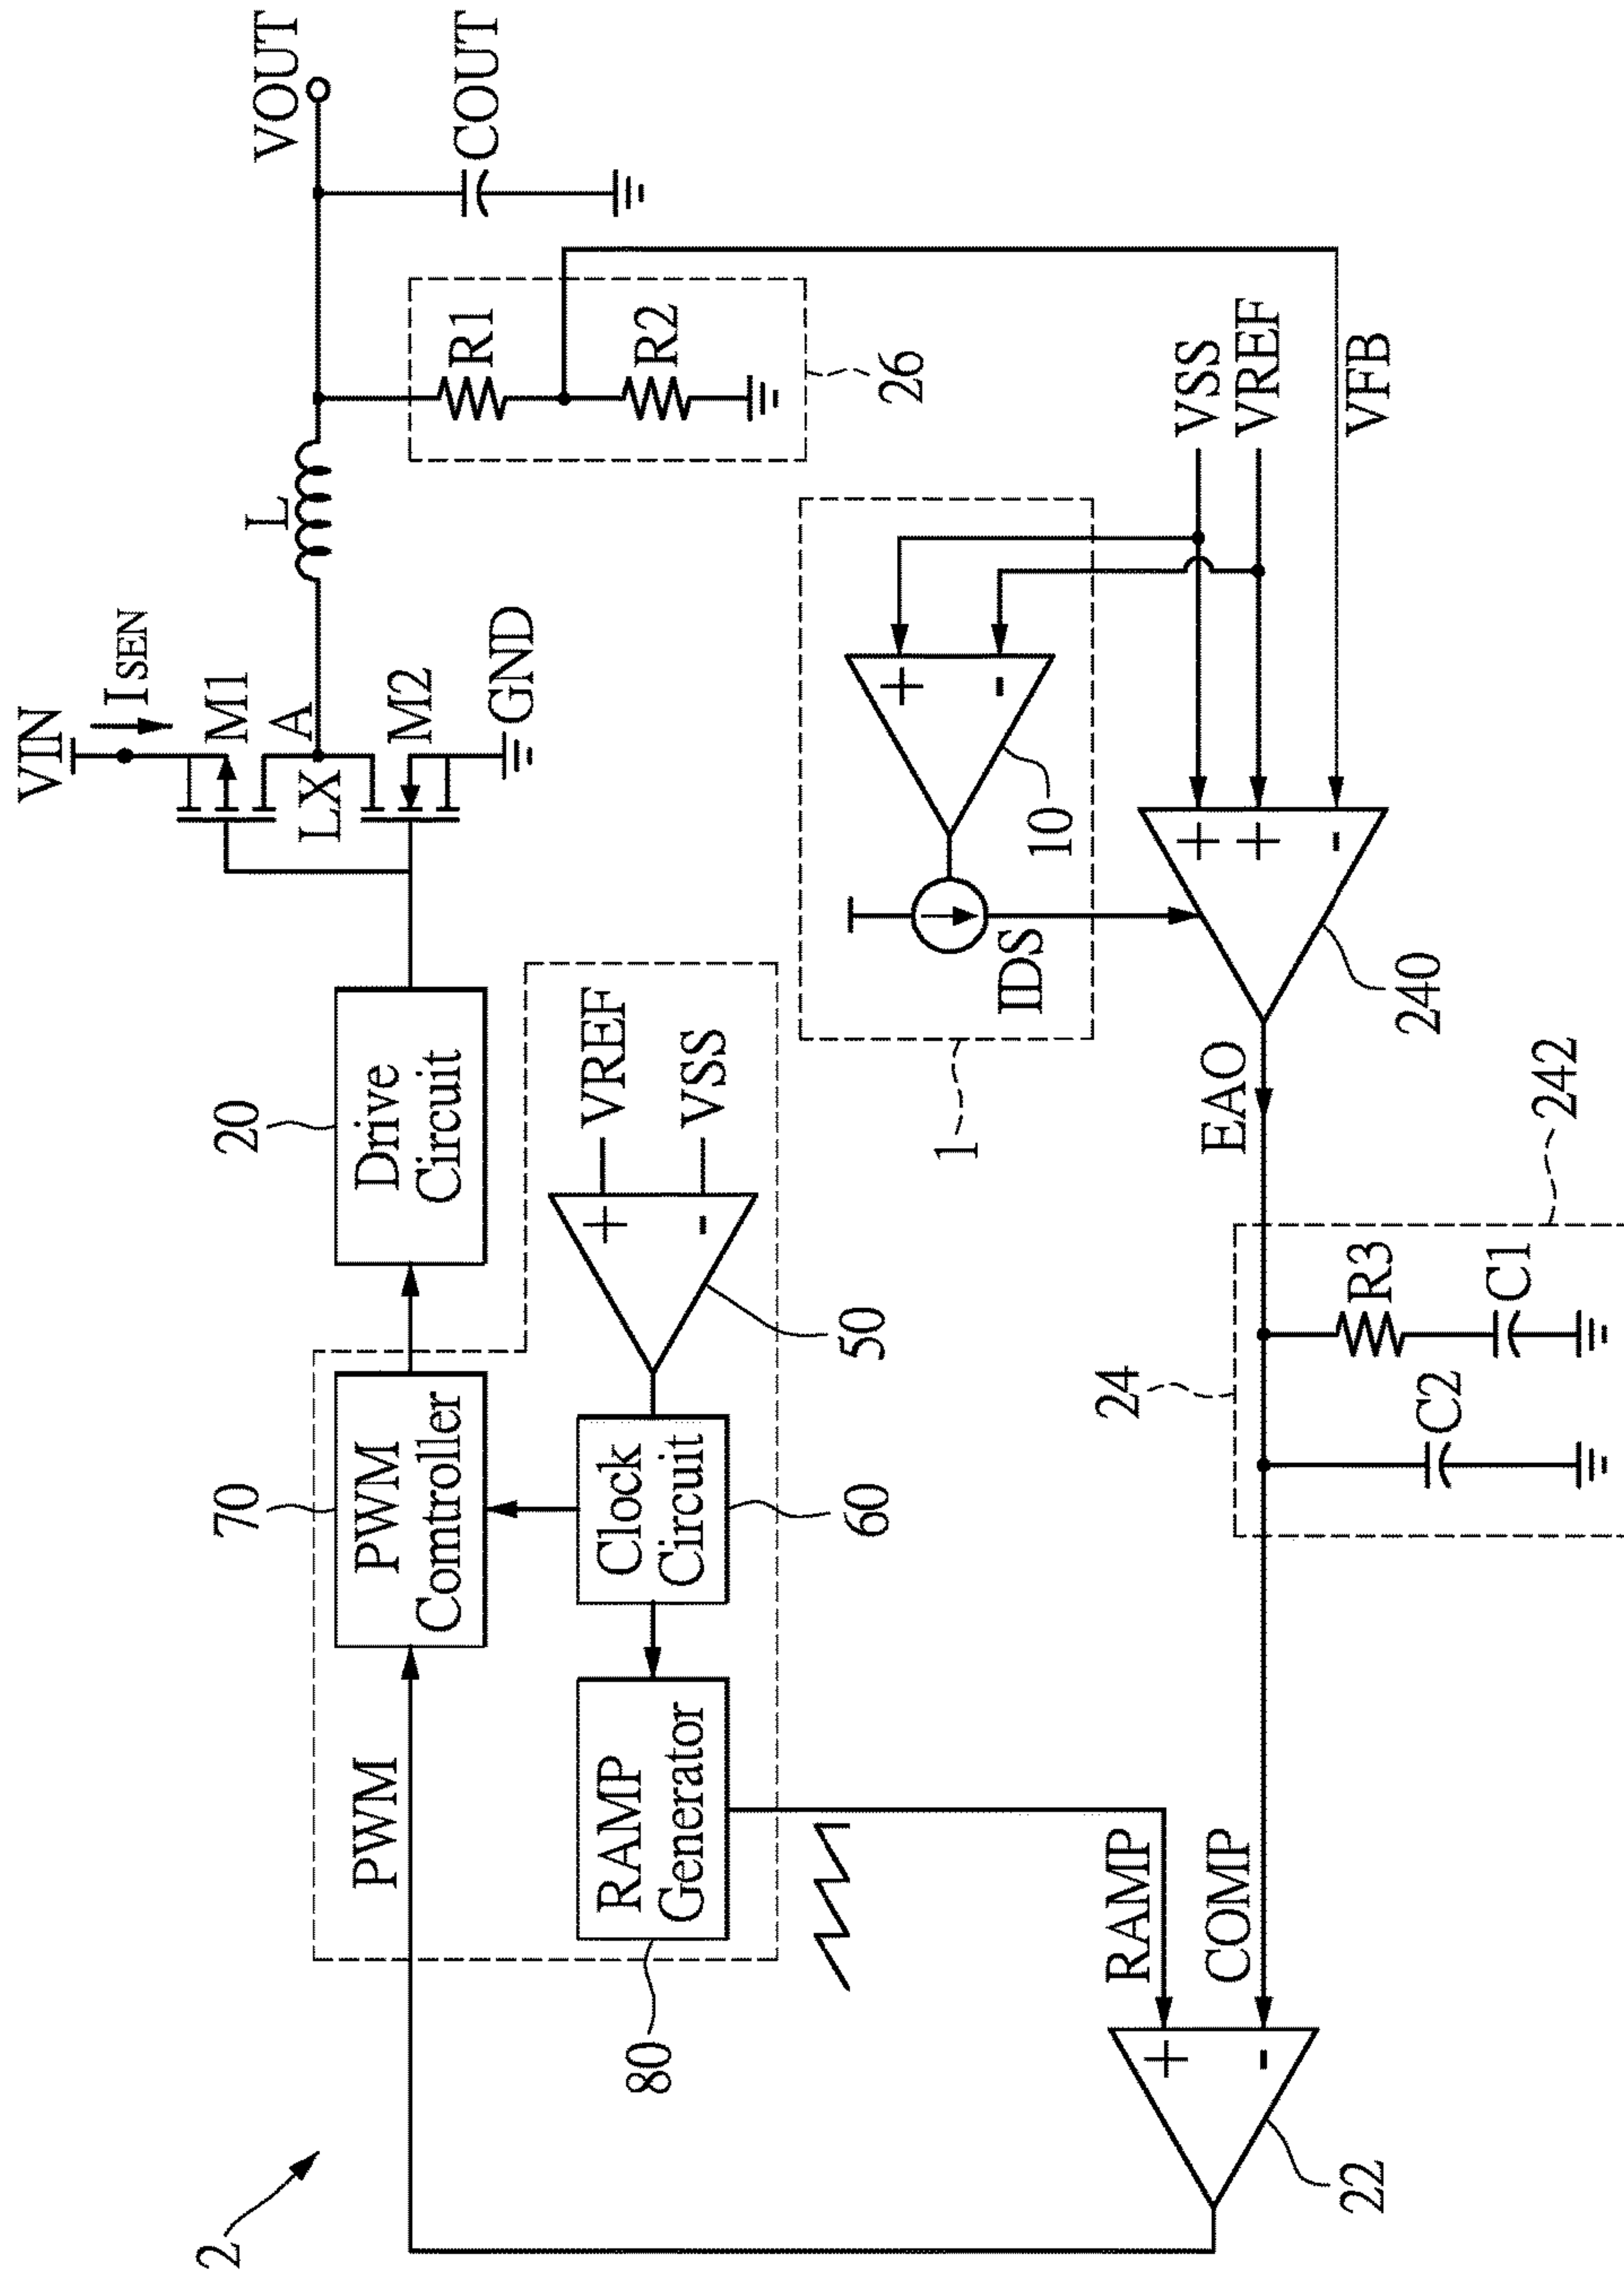 2
VIN
ISEN
M1
A
LX
M2
GND
L
VOUT
COUT
R1
R2
26
20
Drive
Circuit
70
PWM
Comtroller
PWM
VREF
VSS
+
-
50
Clock
Circuit
60
RAMP
Generator
80
VSS
VREF
VFB
+
-
10
IDS
1
+
+
-
240
EAO
242
24
R3
C1
C2
RAMP
COMP
+
-
22